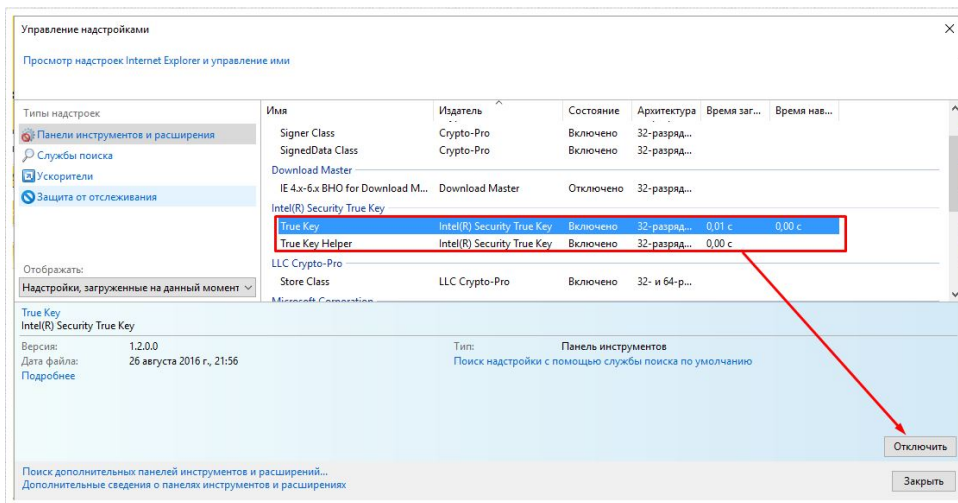 Управление надстройками
Просмотр надстроек Internet Explorer и управление ими
Типы надстроек
Панели инструментов и расширения
Службы поиска
Ускорители
Защита от отслеживания
Отображать:
Надстройки, загруженные на данный момент
Имя Издатель Состояние Архитектура Время заг... Время нав...
Signer Class Crypto-Pro Включено 32-разряд...
SignedData Class Crypto-Pro Включено 32-разряд...
Download Master
IE 4.x-6.x BHO for Download M... Download Master Отключено 32-разряд...
Intel(R) Security True Key
True Key Intel(R) Security True Key Включено 32-разряд... 0,01 с 0,00 с
True Key Helper Intel(R) Security True Key Включено 32-разряд... 0,00 с
LLC Crypto-Pro
Store Class LLC Crypto-Pro Включено 32- и 64-р...
Microsoft Corporation
True Key
Intel(R) Security True Key
Версия: 1.2.0.0
Дата файла: 26 августа 2016 г., 21:56
Подробнее
Тип: Панель инструментов
Поиск надстройки с помощью службы поиска по умолчанию
Отключить
Поиск дополнительных панелей инструментов и расширений...
Дополнительные сведения о панелях инструментов и расширениях
Закрыть